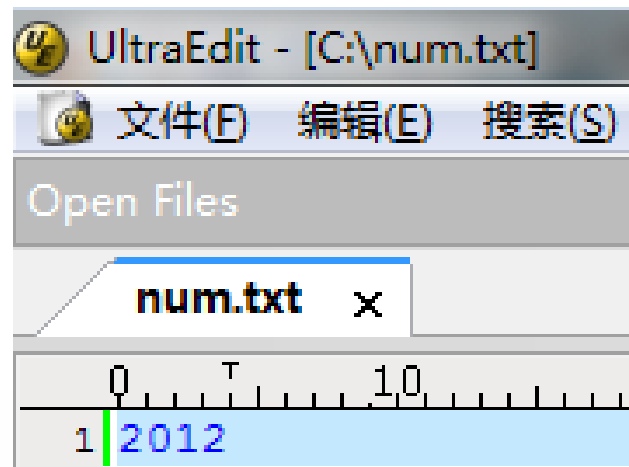 UltraEdit - [C:\num.txt]
文件(F) 编辑(E) 搜索(S)
Open Files
num.txt x
0 10
1 2012